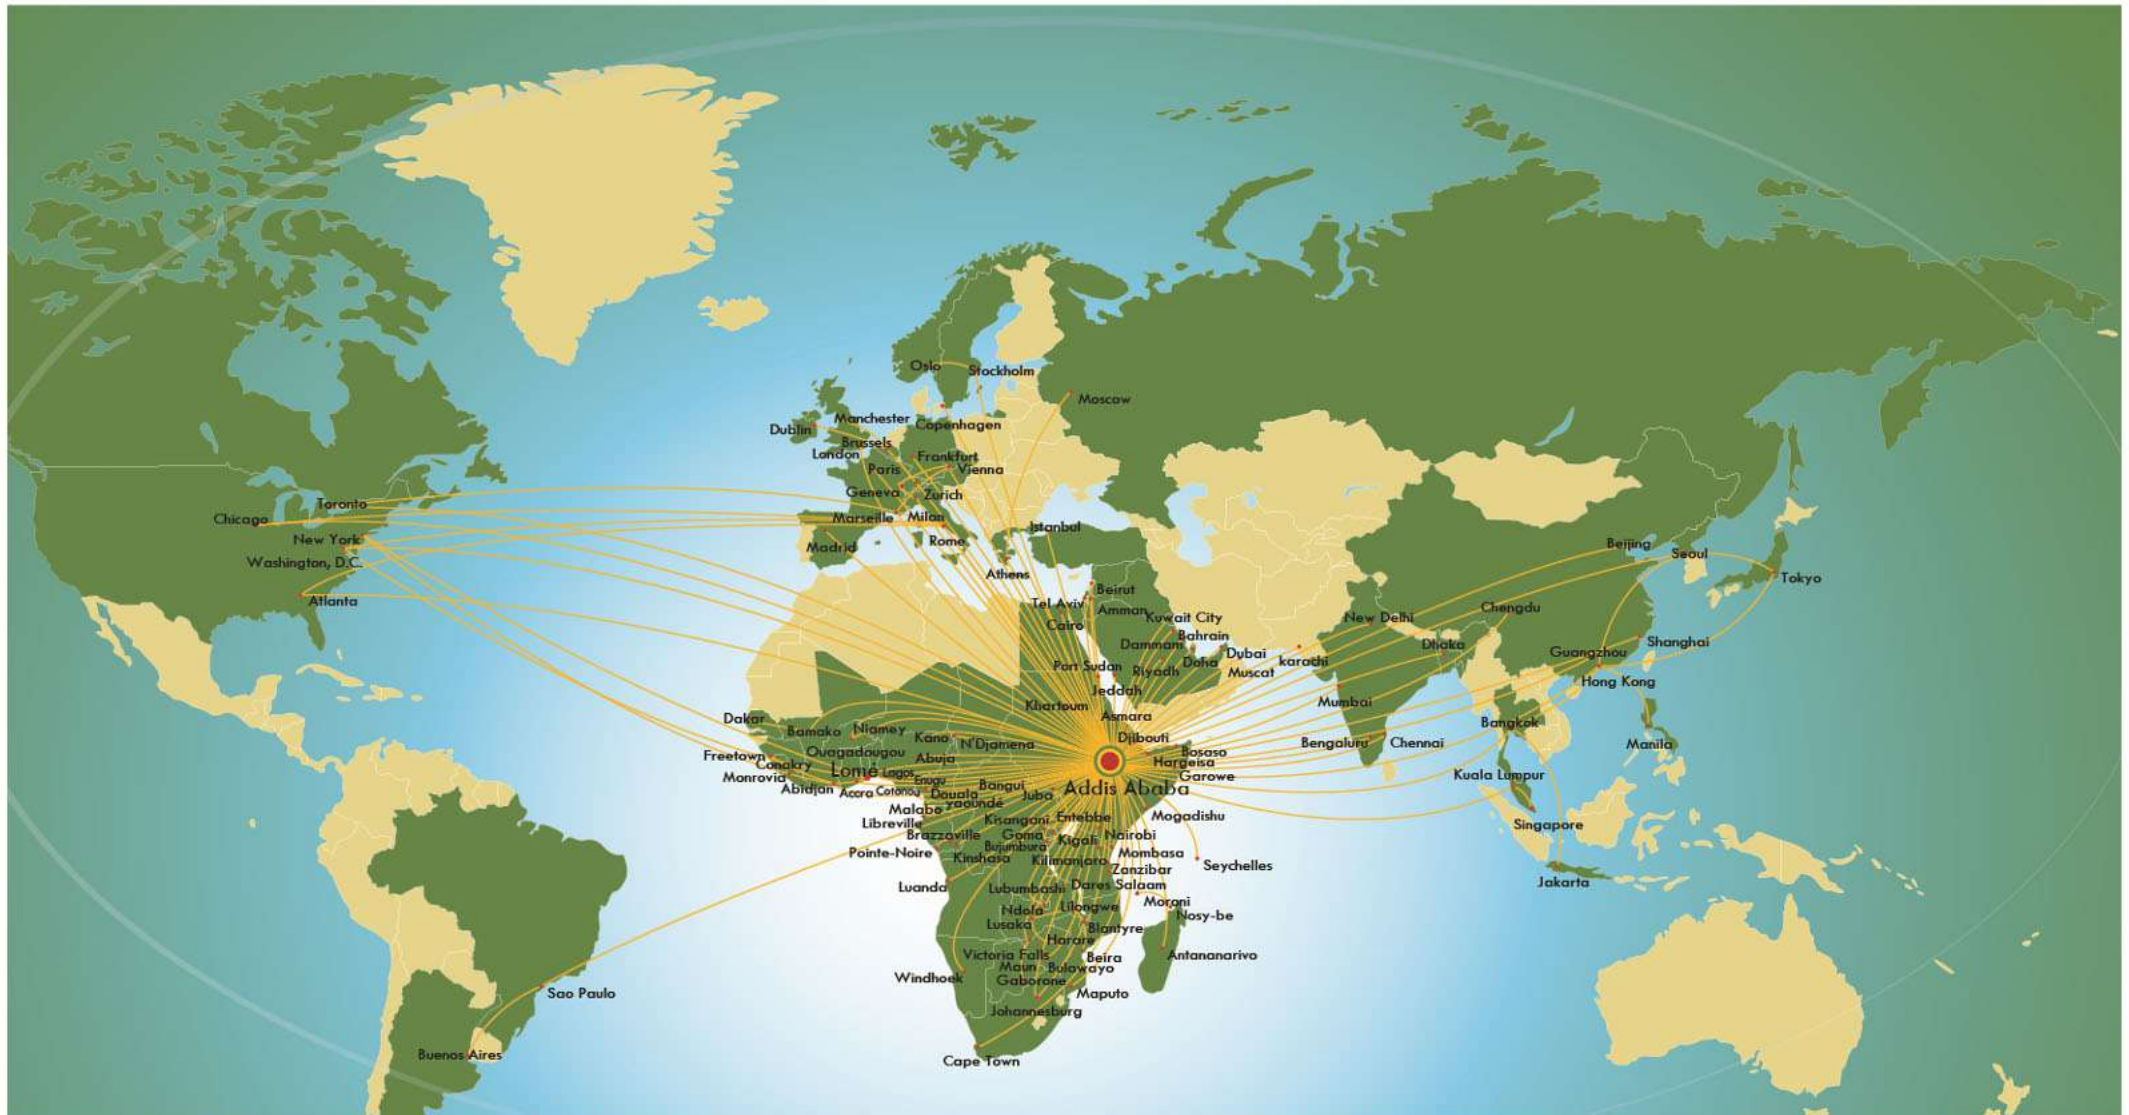 Oslo
Stockholm
Moscow
Manchester
Copenhagen
Dublin
Brussels
London
Frankfurt
Paris
Vienna
Geneva
Zurich
Toronto
Chicago
Marseille
Milan
Istanbul
New York
Rome
Madrid
Washington, D.C.
Athens
Beijing
Seoul
Tokyo
Atlanta
Beirut
Tel Aviv
Amman
Cairo
Kuwait City
Bahrain
Dammam
Dubai
Doha
Port Sudan
Riyadh
Muscat
karachi
New Delhi
Chengdu
Dhaka
Shanghai
Guangzhou
Hong Kong
Jeddah
Khartoum
Asmara
Mumbai
Bangkok
Dakar
Bamako
Niamey
Kano
N'Djamena
Djibouti
Bengaluru
Chennai
Manila
Freetown
Ouagadougou
Abuja
Bosaso
Conakry
Hargeisa
Lomé
Lagos
Enugu
Garowe
Monrovia
Abidjan
Accra
Cotonou
Douala
Bangui
Juba
Addis Ababa
Kuala Lumpur
Malabo
Yaoundé
Kisangani
Entebbe
Mogadishu
Singapore
Libreville
Brazzaville
Goma
Kigali
Nairobi
Bujumbura
Pointe-Noire
Kinshasa
Kilimanjaro
Mombasa
Zanzibar
Seychelles
Luanda
Lubumbashi
Dares Salaam
Jakarta
Ndola
Lilongwe
Moroni
Nosy-be
Lusaka
Blantyre
Harare
Victoria Falls
Beira
Antananarivo
Maun
Bulawayo
Windhoek
Gaborone
Maputo
Sao Paulo
Johannesburg
Buenos Aires
Cape Town